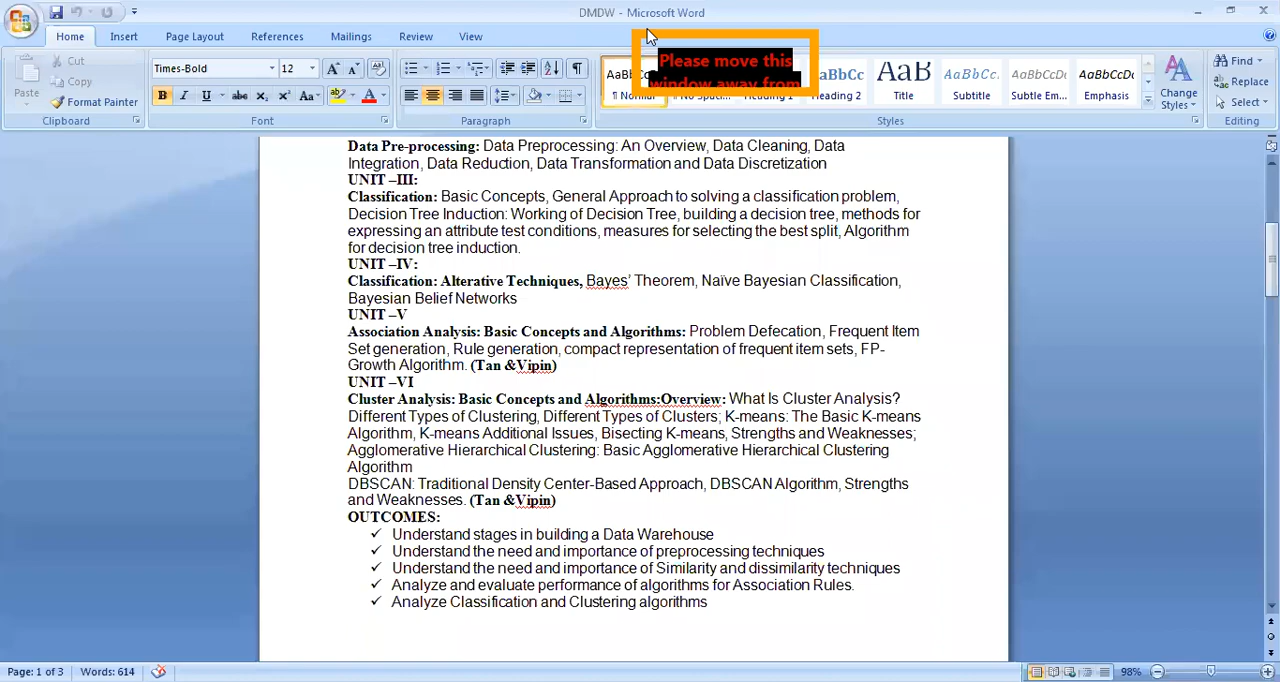 DMDW - Microsoft Word
Home Insert Page Layout References Mailings Review View
Paste
Cut
Copy
Format Painter
Clipboard
Times-Bold 12
Font
Paragraph
Please move this
window away from
¶ Normal
Heading 2
AaB
Title
AaBbCc.
Subtitle
AaBbCcDc
Subtle Em...
AaBbCcDc
Emphasis
Change
Styles
Styles
Find
Replace
Select
Editing
Data Pre-processing: Data Preprocessing: An Overview, Data Cleaning, Data
Integration, Data Reduction, Data Transformation and Data Discretization
UNIT –III:
Classification: Basic Concepts, General Approach to solving a classification problem,
Decision Tree Induction: Working of Decision Tree, building a decision tree, methods for
expressing an attribute test conditions, measures for selecting the best split, Algorithm
for decision tree induction.
UNIT –IV:
Classification: Alterative Techniques, Bayes’ Theorem, Naïve Bayesian Classification,
Bayesian Belief Networks
UNIT –V
Association Analysis: Basic Concepts and Algorithms: Problem Defecation, Frequent Item
Set generation, Rule generation, compact representation of frequent item sets, FP-
Growth Algorithm. (Tan &Vipin)
UNIT –VI
Cluster Analysis: Basic Concepts and Algorithms:Overview: What Is Cluster Analysis?
Different Types of Clustering, Different Types of Clusters; K-means: The Basic K-means
Algorithm, K-means Additional Issues, Bisecting K-means, Strengths and Weaknesses;
Agglomerative Hierarchical Clustering: Basic Agglomerative Hierarchical Clustering
Algorithm
DBSCAN: Traditional Density Center-Based Approach, DBSCAN Algorithm, Strengths
and Weaknesses. (Tan &Vipin)
OUTCOMES:
✓ Understand stages in building a Data Warehouse
✓ Understand the need and importance of preprocessing techniques
✓ Understand the need and importance of Similarity and dissimilarity techniques
✓ Analyze and evaluate performance of algorithms for Association Rules.
✓ Analyze Classification and Clustering algorithms
Page: 1 of 3 Words: 614 98%